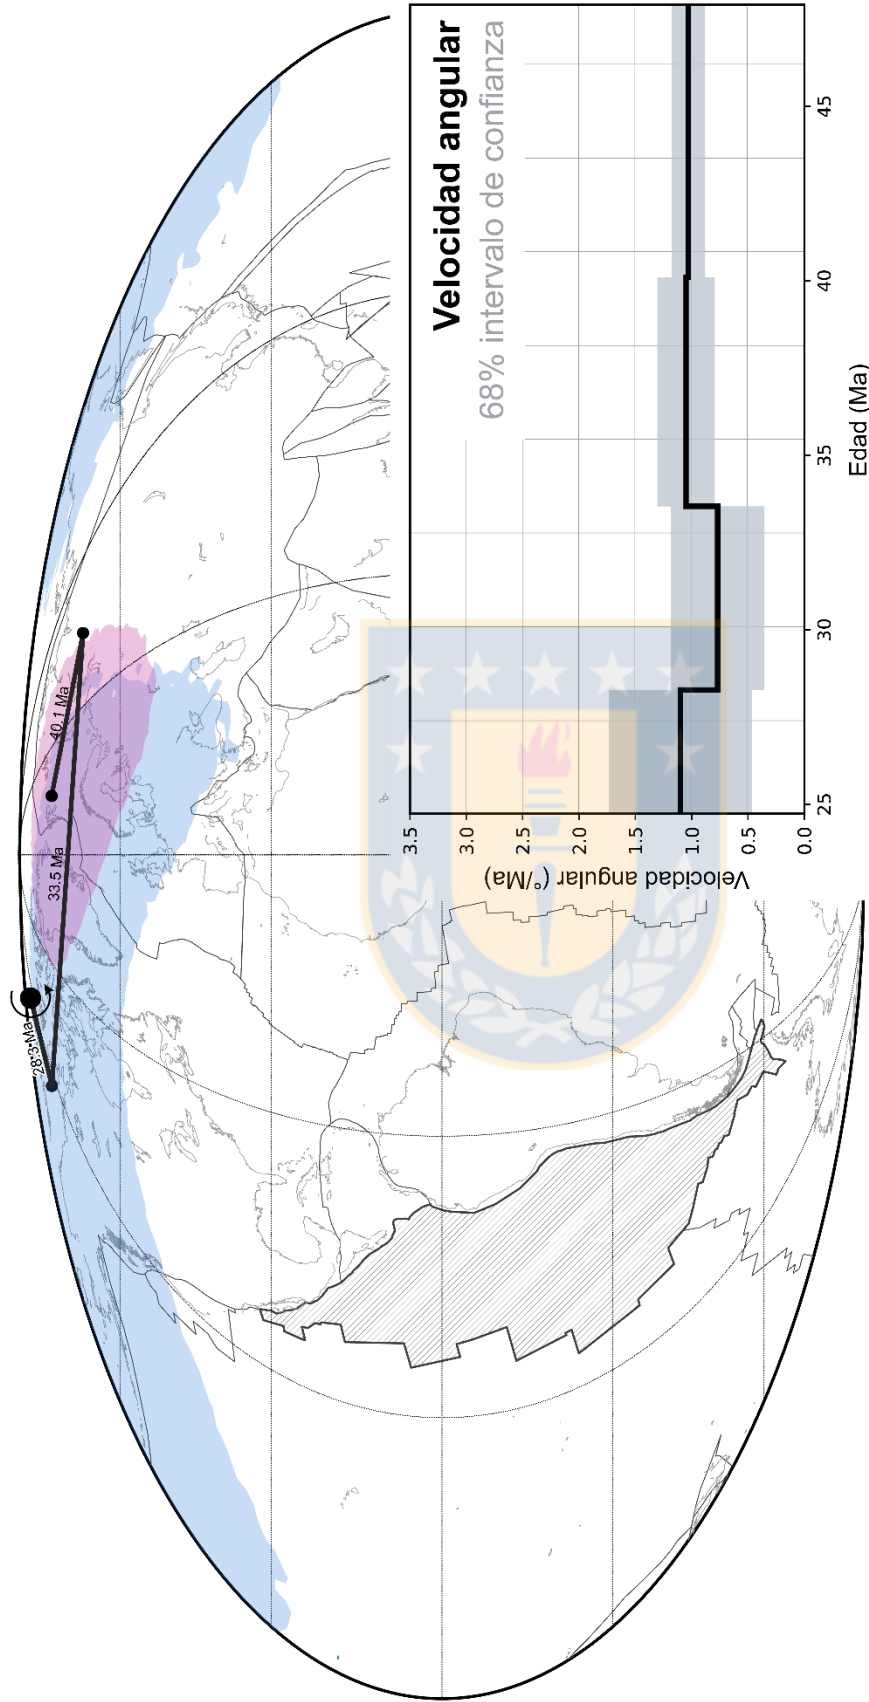 28.3 Ma
33.5 Ma
40.1 Ma
Velocidad angular
68% intervalo de confianza
Velocidad angular (°/Ma)
3.5
3.0
2.5
2.0
1.5
1.0
0.5
0.0
25
30
35
40
45
Edad (Ma)